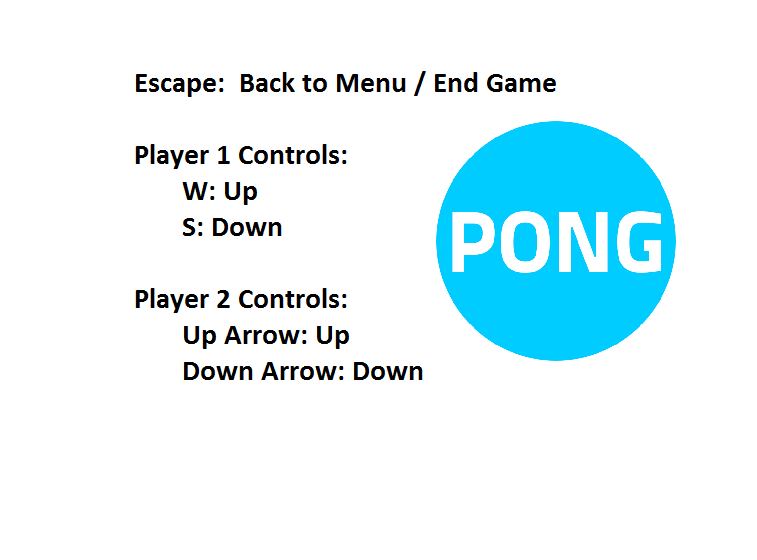 Escape:  Back to Menu / End Game
Player 1 Controls:
W: Up
S: Down
PONG
Player 2 Controls:
Up Arrow: Up
Down Arrow: Down